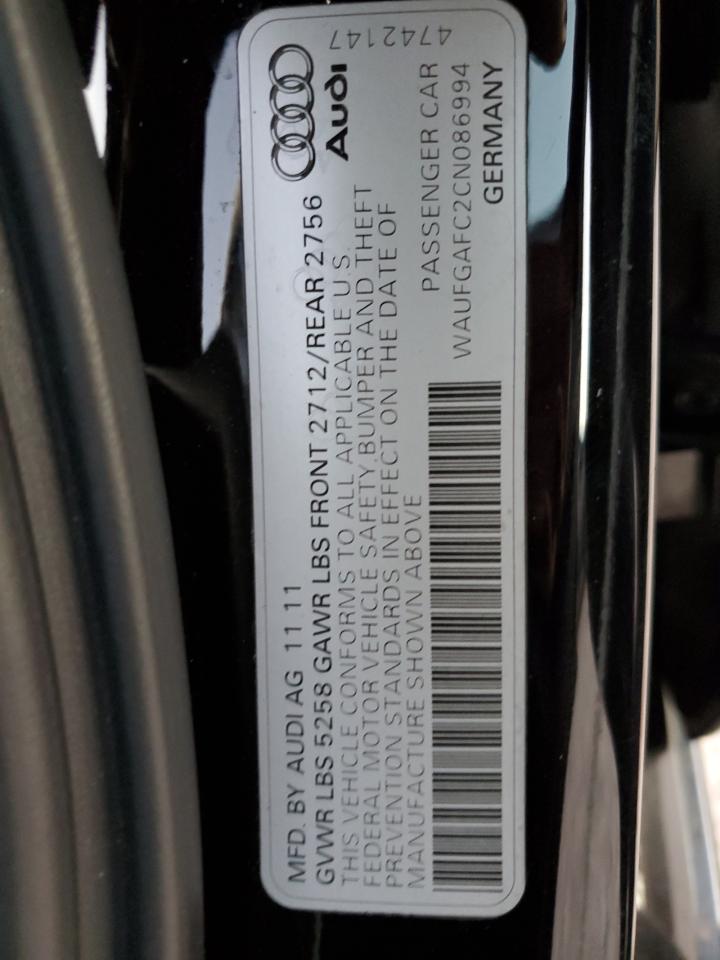 MFD. BY AUDI AG 11 11
GVWR LBS 5258 GAWR LBS FRONT 2712/REAR 2756
THIS VEHICLE CONFORMS TO ALL APPLICABLE U.S.
FEDERAL MOTOR VEHICLE SAFETY,BUMPER AND THEFT
PREVENTION STANDARDS IN EFFECT ON THE DATE OF
MANUFACTURE SHOWN ABOVE
Audi
PASSENGER CAR
WAUFGAFC2CN086994
GERMANY
4742147